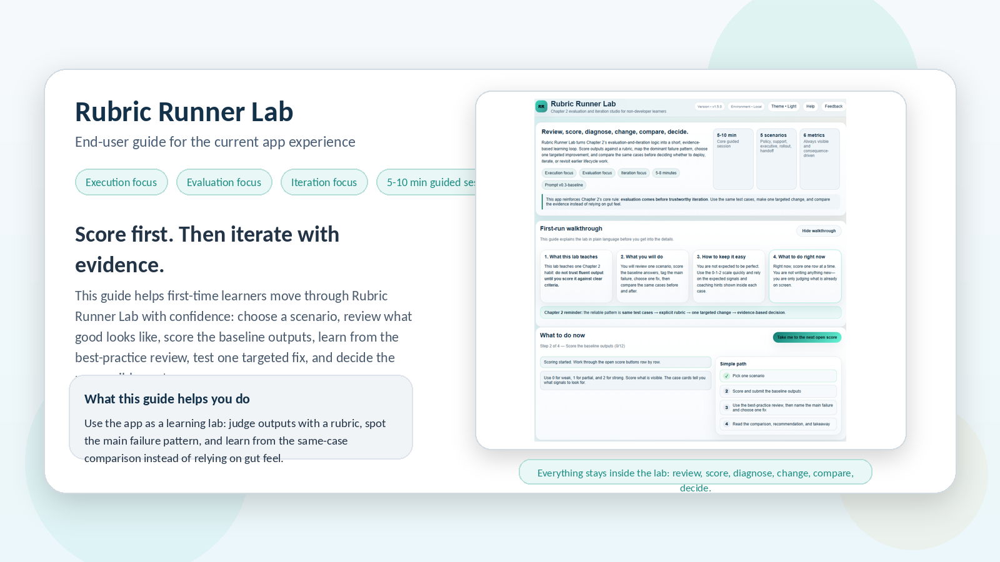 Rubric Runner Lab
End-user guide for the current app experience
Execution focus
Evaluation focus
Iteration focus
5-10 min guided ses
Score first. Then iterate with
evidence.
This guide helps first-time learners move through Rubric
Runner Lab with confidence: choose a scenario, review what
good looks like, score the baseline outputs, learn from the
best-practice review, test one targeted fix, and decide the
What this guide helps you do
Use the app as a learning lab: judge outputs with a rubric, spot
the main failure pattern, and learn from the same-case
comparison instead of relying on gut feel.
RR
Rubric Runner Lab
Chapter 2 evaluation and iteration studio for non-developer learners
Version • v1.5.0
Environment • Local
Theme • Light
Help
Feedback
Review, score, diagnose, change, compare, decide.
Rubric Runner Lab turns Chapter 2's evaluation-and-iteration logic into a short, evidence-
based learning loop. Score outputs against a rubric, map the dominant failure pattern, choose
one targeted improvement, and compare the same cases before deciding whether to deploy,
iterate, or revisit earlier lifecycle work.
Execution focus
Evaluation focus
Iteration focus
5-8 minutes
Prompt v0.3-baseline
5-10 min
Core guided
session
5 scenarios
Policy, support,
executive, rollout,
handoff
6 metrics
Always visible
and
consequence-
driven
This app reinforces Chapter 2's core rule: evaluation comes before trustworthy iteration. Use the same test cases, make one targeted change, and compare
the evidence instead of relying on gut feel.
First-run walkthrough
This guide explains the lab in plain language before you get into the details.
Hide walkthrough
1. What this lab teaches
This lab teaches one Chapter 2
habit: do not trust fluent output
until you score it against clear
criteria.
2. What you will do
You will review one scenario, score
the baseline answers, tag the main
failure, choose one fix, then
compare the same cases before
and after.
3. How to keep it easy
You are not expected to be perfect.
Use the 0-1-2 scale quickly and rely
on the expected signals and
coaching hints shown inside each
case.
4. What to do right now
Right now, score one row at a time.
You are not writing anything new—
you are only judging what is already
on screen.
Chapter 2 reminder: the reliable pattern is same test cases → explicit rubric → one targeted change → evidence-based decision.
What to do now
Step 2 of 4 — Score the baseline outputs (0/12)
Take me to the next open score
Scoring started. Work through the open score buttons row by row.
Use 0 for weak, 1 for partial, and 2 for strong. Score what is visible. The case cards tell you
what signals to look for.
Simple path
✓ Pick one scenario
2 Score and submit the baseline outputs
3 Use the best-practice review, then name the main failure
and choose one fix
4 Read the comparison, recommendation, and takeaway
Everything stays inside the lab: review, score, diagnose, change, compare,
decide.